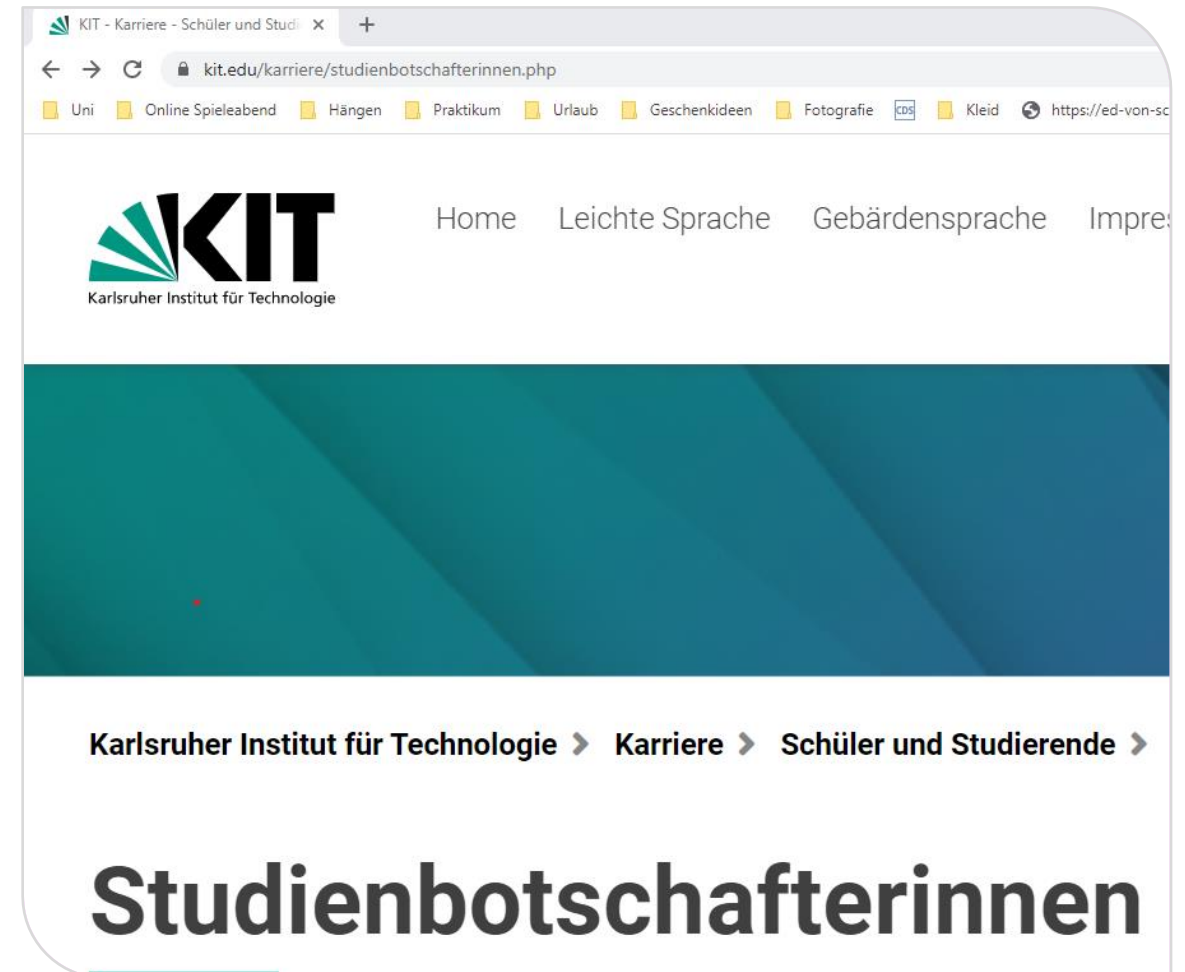 KIT - Karriere - Schüler und Studi
kit.edu/karriere/studienbotschafterinnen.php
Uni Online Spieleabend Hängen Praktikum Urlaub Geschenkideen Fotografie CDS Kleid https://ed-von-sc
KIT
Karlsruher Institut für Technologie
Home Leichte Sprache Gebärdensprache Impres
Karlsruher Institut für Technologie > Karriere > Schüler und Studierende >
Studienbotschafterinnen